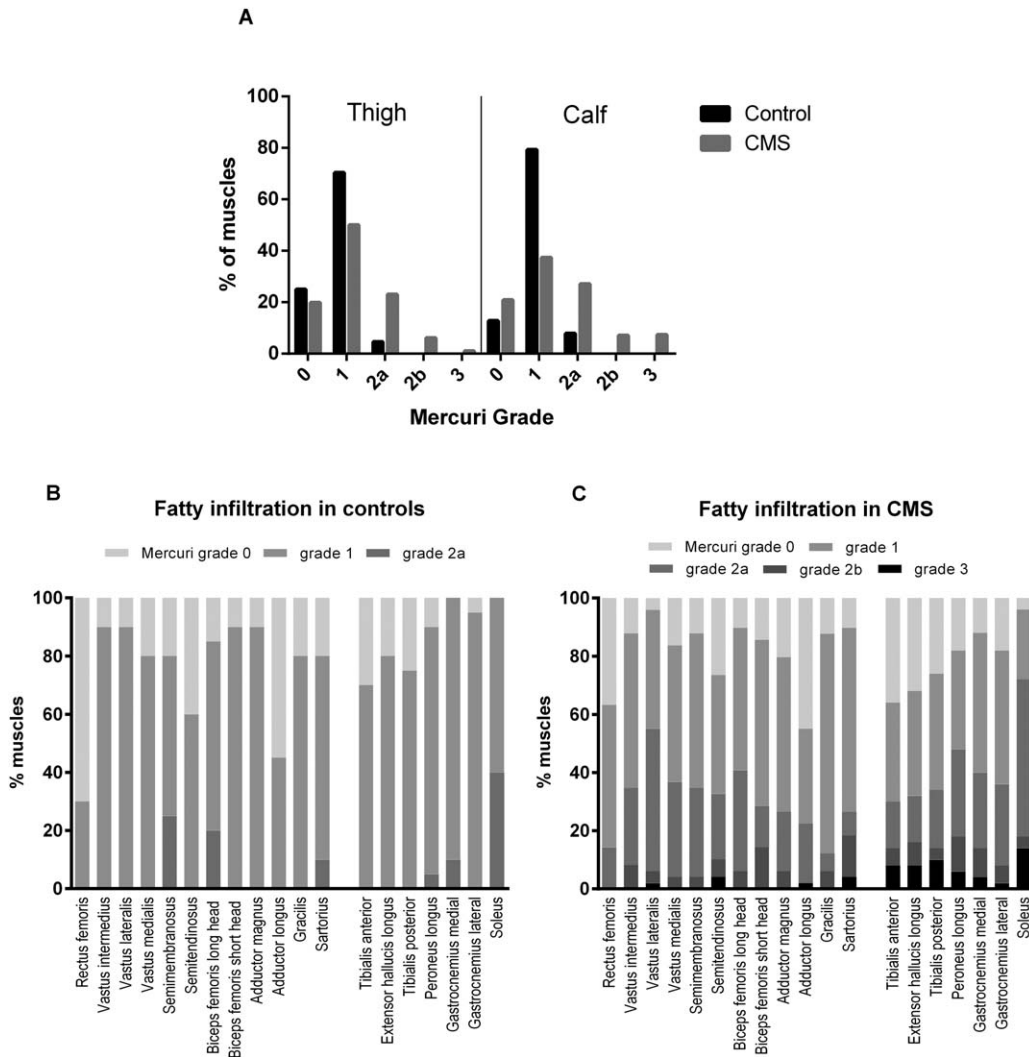 A
Thigh
Calf
Control
CMS
% of muscles
100
80
60
40
20
0
0 1 2a 2b 3 0 1 2a 2b 3
Mercuri Grade
B
Fatty infiltration in controls
Mercuri grade 0 grade 1 grade 2a
% muscles
100
80
60
40
20
0
Rectus femoris
Vastus intermedius
Vastus lateralis
Vastus medialis
Semimembranosus
Semitendinosus
Biceps femoris long head
Biceps femoris short head
Adductor magnus
Adductor longus
Gracilis
Sartorius
Tibialis anterior
Extensor hallucis longus
Tibialis posterior
Peroneus longus
Gastrocnemius medial
Gastrocnemius lateral
Soleus
C
Fatty infiltration in CMS
Mercuri grade 0 grade 1
grade 2a grade 2b grade 3
% muscles
100
80
60
40
20
0
Rectus femoris
Vastus intermedius
Vastus lateralis
Vastus medialis
Semimembranosus
Semitendinosus
Biceps femoris long head
Biceps femoris short head
Adductor magnus
Adductor longus
Gracilis
Sartorius
Tibialis anterior
Extensor hallucis longus
Tibialis posterior
Peroneus longus
Gastrocnemius medial
Gastrocnemius lateral
Soleus